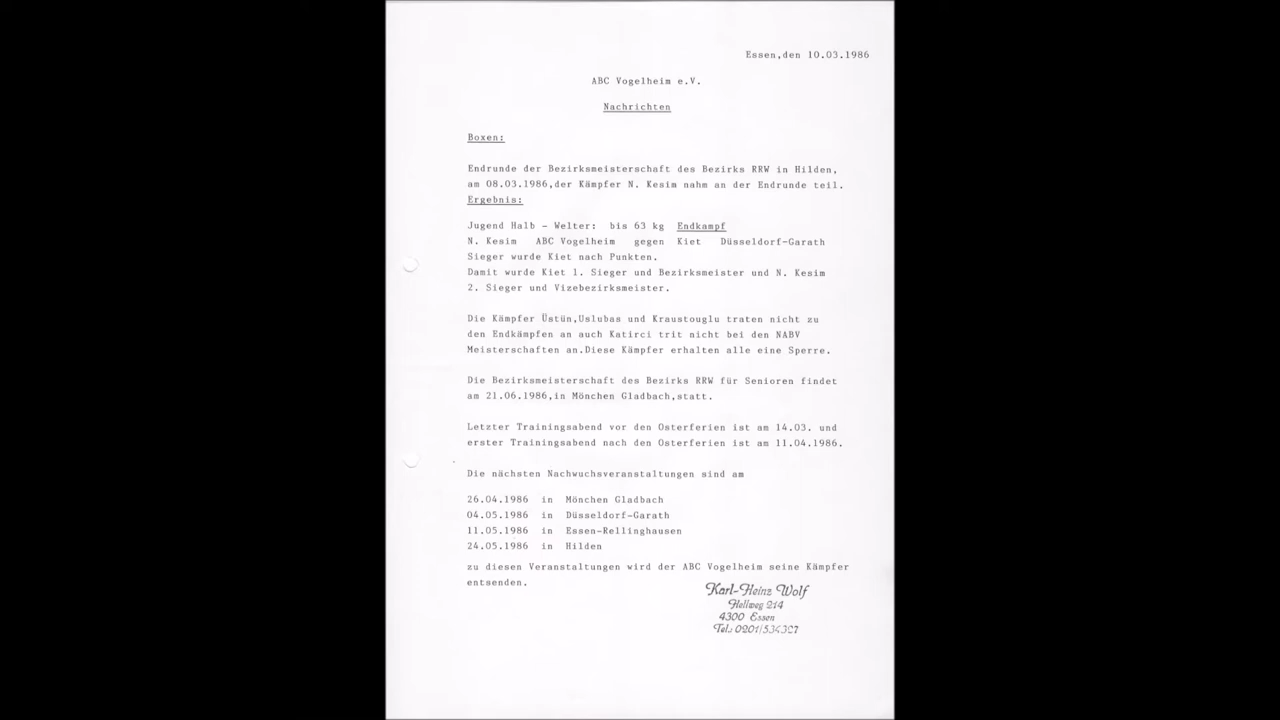 Essen,den 10.03.1986
ABC Vogelheim e.V.
Nachrichten
Boxen:
Endrunde der Bezirksmeisterschaft des Bezirks RRW in Hilden,
am 08.03.1986,der Kämpfer N. Kesim nahm an der Endrunde teil.
Ergebnis:
Jugend Halb - Welter: bis 63 kg Endkampf
N. Kesim ABC Vogelheim gegen Kiet Düsseldorf-Garath
Sieger wurde Kiet nach Punkten.
Damit wurde Kiet 1. Sieger und Bezirksmeister und N. Kesim
2. Sieger und Vizebezirksmeister.
Die Kämpfer Üstün,Uslubas und Kraustouglu traten nicht zu
den Endkämpfen an auch Katirci trit nicht bei den NABV
Meisterschaften an.Diese Kämpfer erhalten alle eine Sperre.
Die Bezirksmeisterschaft des Bezirks RRW für Senioren findet
am 21.06.1986,in Mönchen Gladbach,statt.
Letzter Trainingsabend vor den Osterferien ist am 14.03. und
erster Trainingsabend nach den Osterferien ist am 11.04.1986.
Die nächsten Nachwuchsveranstaltungen sind am
26.04.1986 in Mönchen Gladbach
04.05.1986 in Düsseldorf-Garath
11.05.1986 in Essen-Rellinghausen
24.05.1986 in Hilden
zu diesen Veranstaltungen wird der ABC Vogelheim seine Kämpfer
entsenden.
Karl-Heinz Wolf
Hellweg 214
4300 Essen
Tel.: